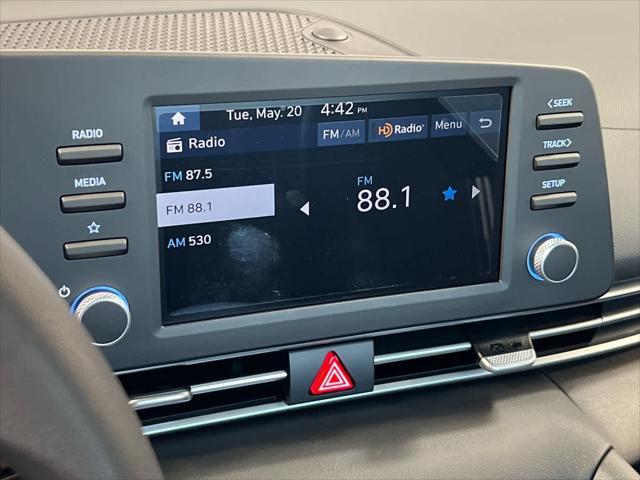 Tue, May. 20 4:42 PM
Radio FM/AM HD Radio Menu
FM 87.5
FM 88.1
AM 530
FM
88.1
RADIO
MEDIA
<SEEK
TRACK>
SETUP